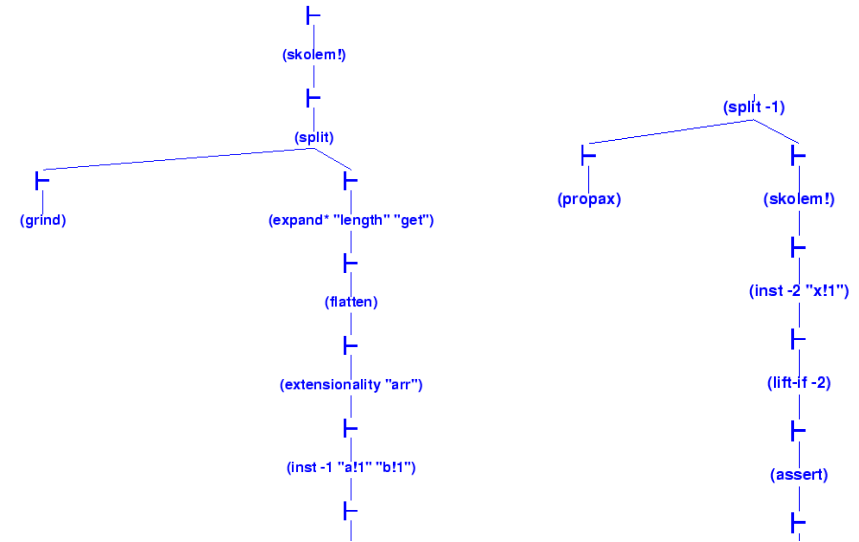 (skolem!)
(split)
(grind)
(expand* "length" "get")
(flatten)
(extensionality "arr")
(inst -1 "a!1" "b!1")
(split -1)
(propax)
(skolem!)
(inst -2 "x!1")
(lift-if -2)
(assert)